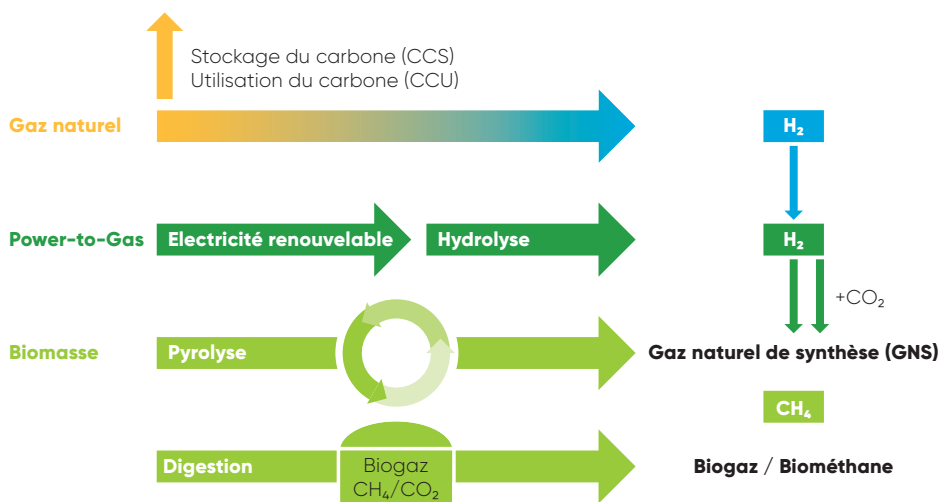 Stockage du carbone (CCS)
Utilisation du carbone (CCU)
Gaz naturel
H₂
Power-to-Gas
Electricité renouvelable
Hydrolyse
H₂
+CO₂
Biomasse
Pyrolyse
Gaz naturel de synthèse (GNS)
CH₄
Digestion
Biogaz
CH₄/CO₂
Biogaz / Biométhane